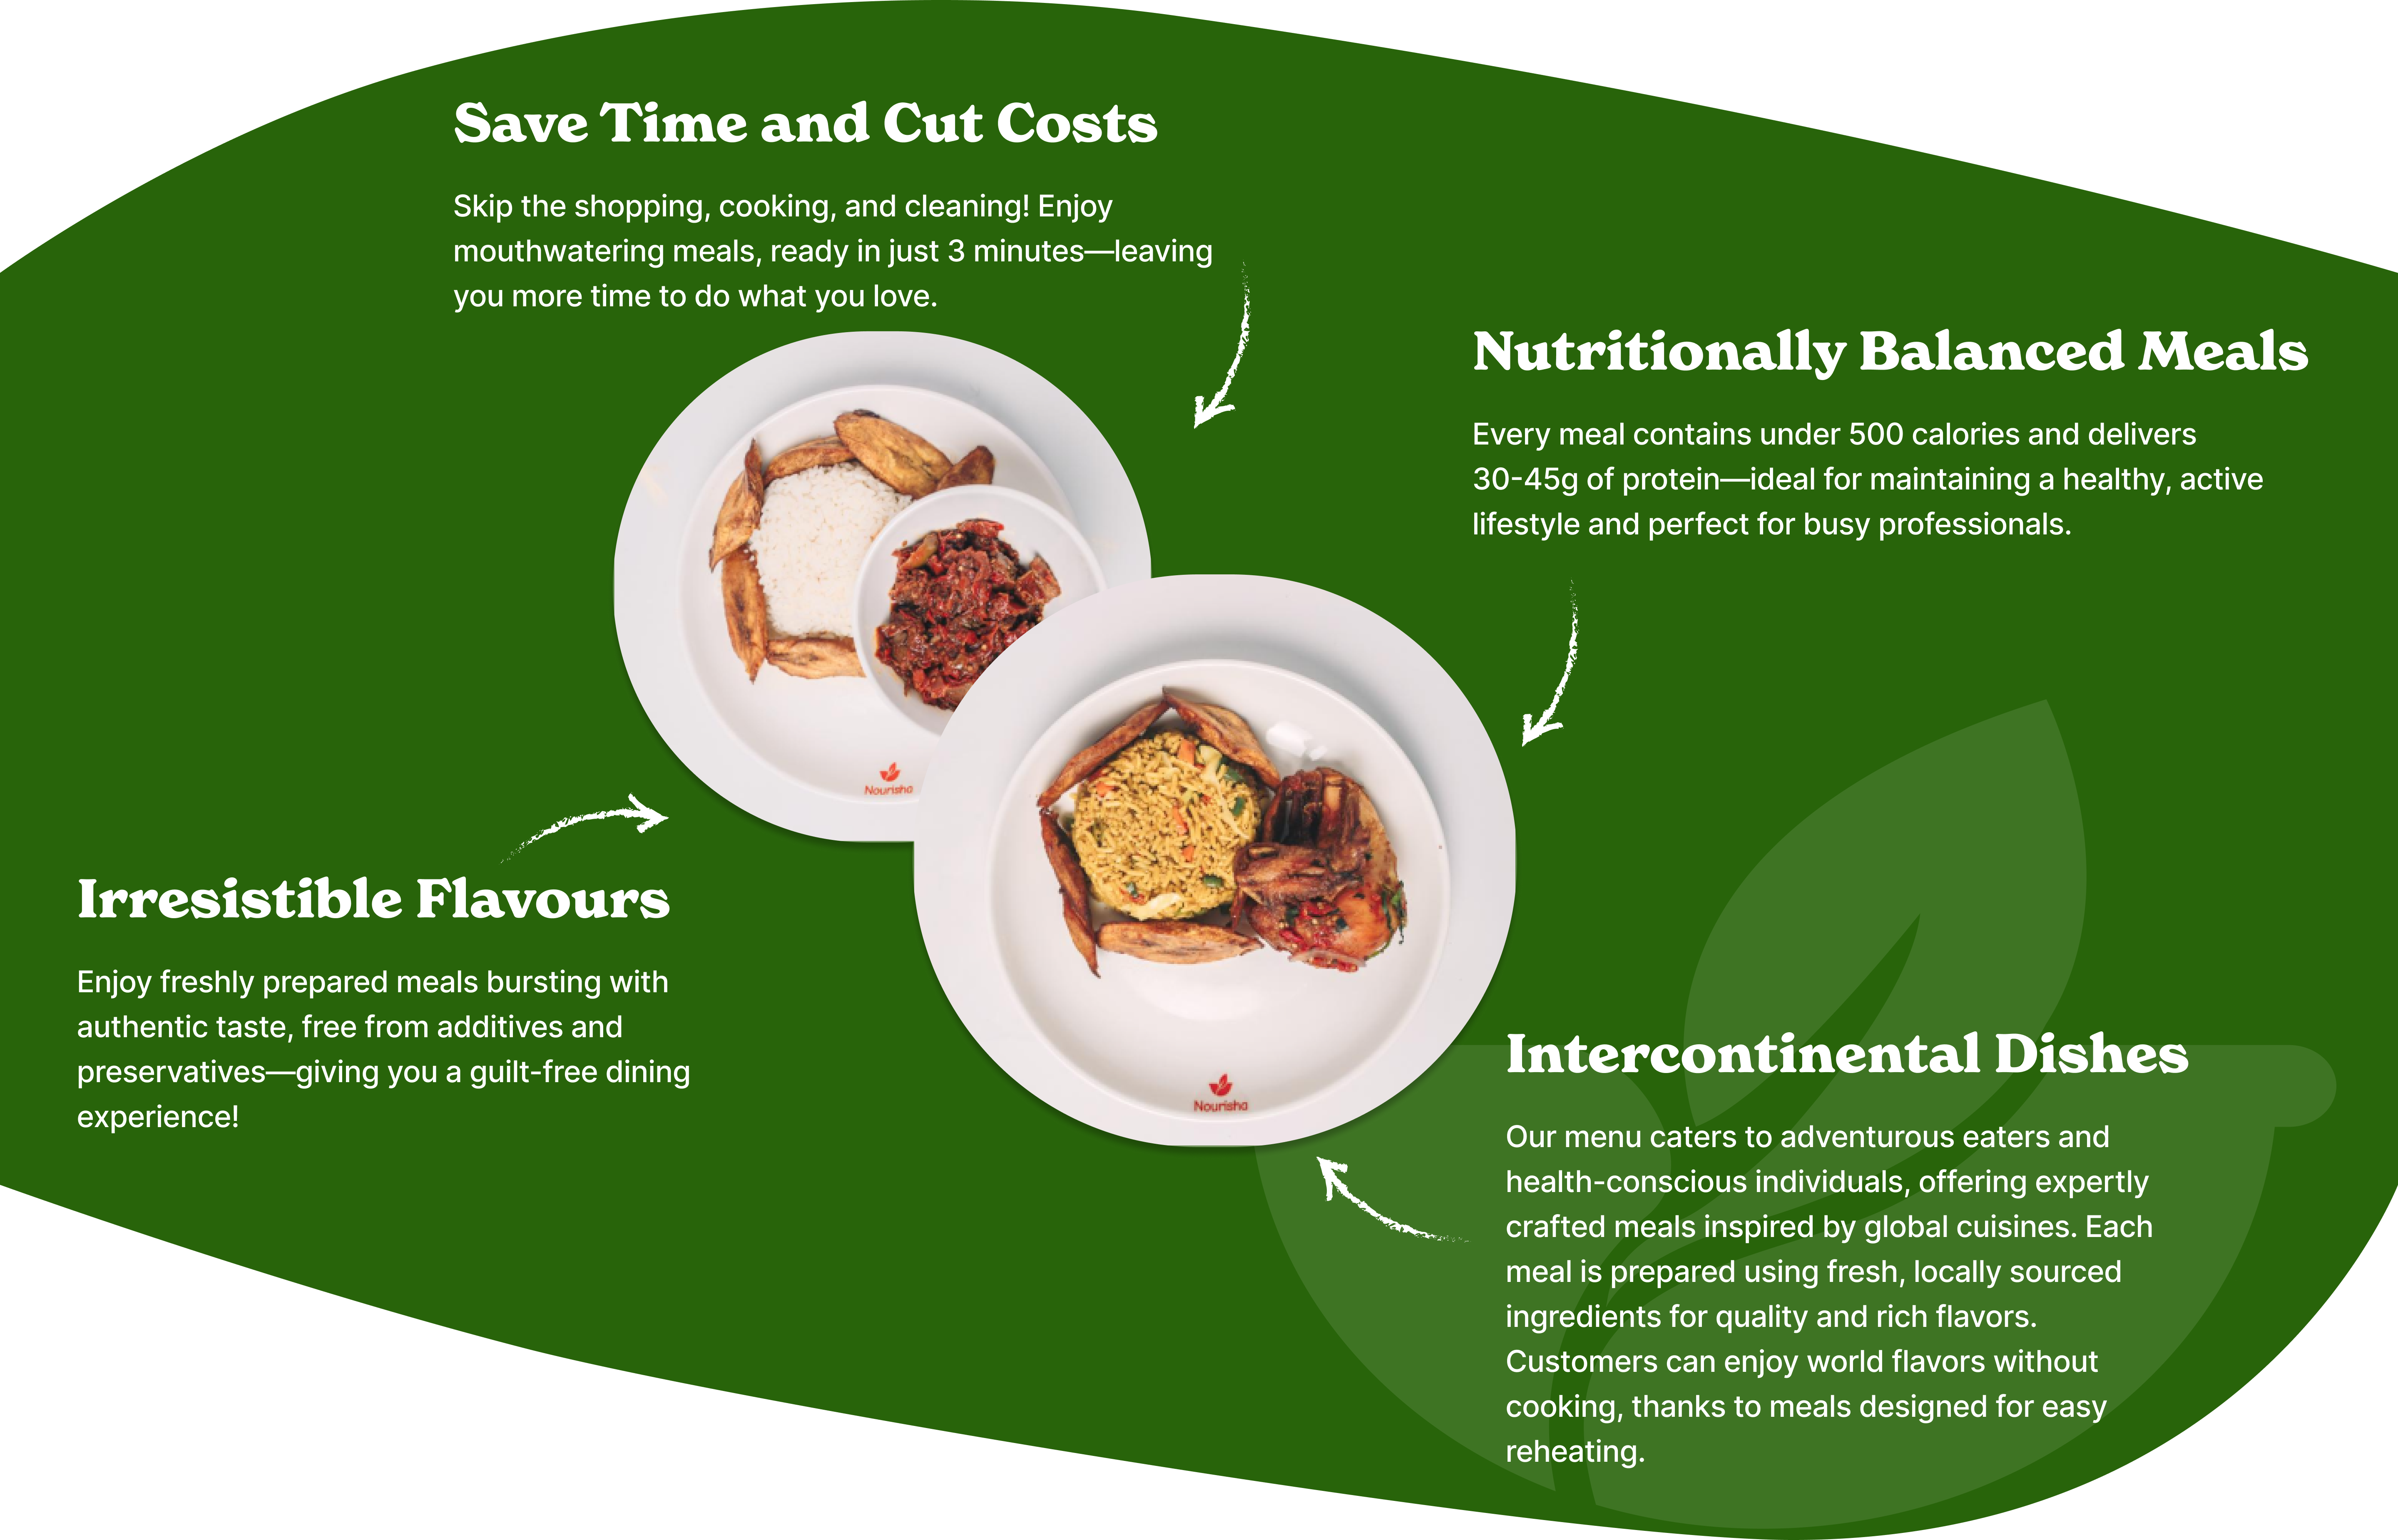 Save Time and Cut Costs
Skip the shopping, cooking, and cleaning! Enjoy
mouthwatering meals, ready in just 3 minutes—leaving
you more time to do what you love.
Nutritionally Balanced Meals
Every meal contains under 500 calories and delivers
30-45g of protein—ideal for maintaining a healthy, active
lifestyle and perfect for busy professionals.
Nourisha
Irresistible Flavours
Enjoy freshly prepared meals bursting with
authentic taste, free from additives and
preservatives—giving you a guilt-free dining
experience!
Nourisha
Intercontinental Dishes
Our menu caters to adventurous eaters and
health-conscious individuals, offering expertly
crafted meals inspired by global cuisines. Each
meal is prepared using fresh, locally sourced
ingredients for quality and rich flavors.
Customers can enjoy world flavors without
cooking, thanks to meals designed for easy
reheating.